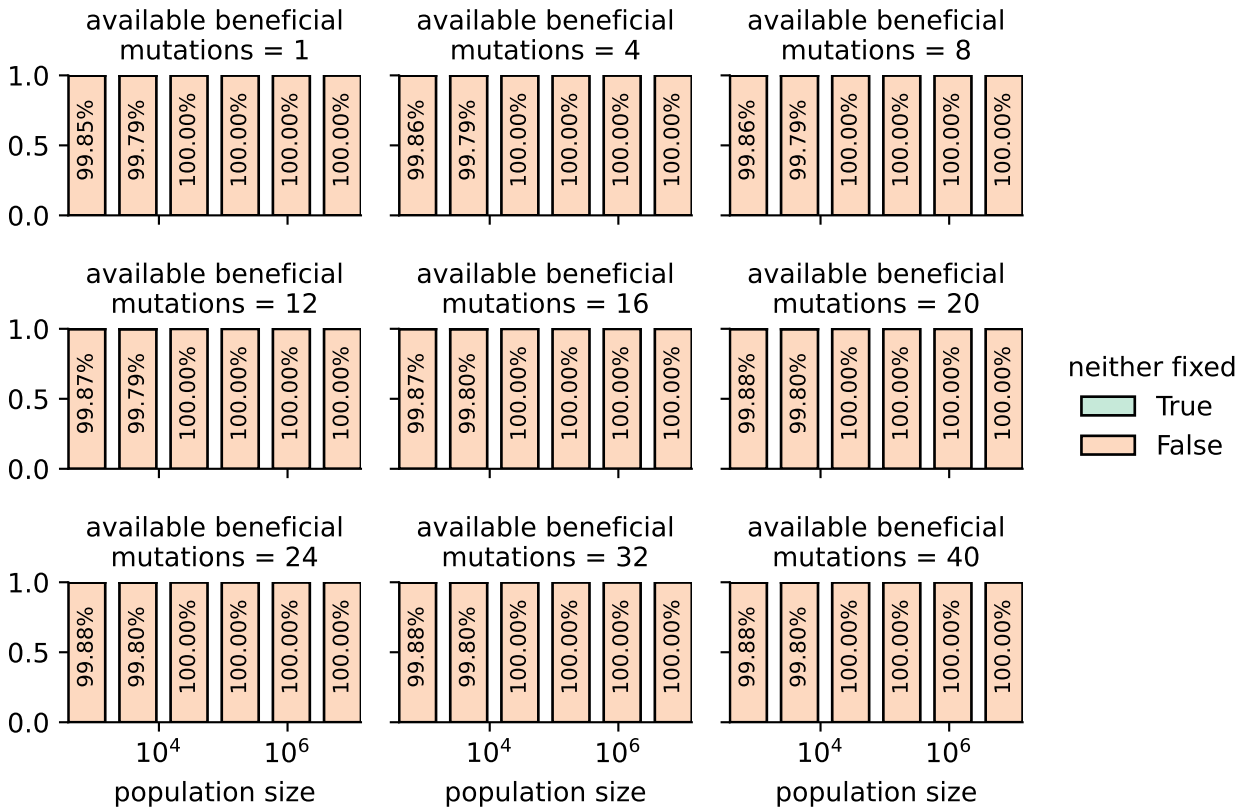 available beneficial
mutations = 1
available beneficial
mutations = 4
available beneficial
mutations = 8
1.0
0.5
0.0
99.85%
99.79%
100.00%
100.00%
100.00%
100.00%
99.86%
99.79%
100.00%
100.00%
100.00%
100.00%
99.86%
99.79%
100.00%
100.00%
100.00%
100.00%
available beneficial
mutations = 12
available beneficial
mutations = 16
available beneficial
mutations = 20
1.0
0.5
0.0
99.87%
99.79%
100.00%
100.00%
100.00%
100.00%
99.87%
99.80%
100.00%
100.00%
100.00%
100.00%
99.88%
99.80%
100.00%
100.00%
100.00%
100.00%
neither fixed
True
False
available beneficial
mutations = 24
available beneficial
mutations = 32
available beneficial
mutations = 40
1.0
0.5
0.0
99.88%
99.80%
100.00%
100.00%
100.00%
100.00%
99.88%
99.80%
100.00%
100.00%
100.00%
100.00%
99.88%
99.80%
100.00%
100.00%
100.00%
100.00%
10⁴ 10⁶
10⁴ 10⁶
10⁴ 10⁶
population size
population size
population size